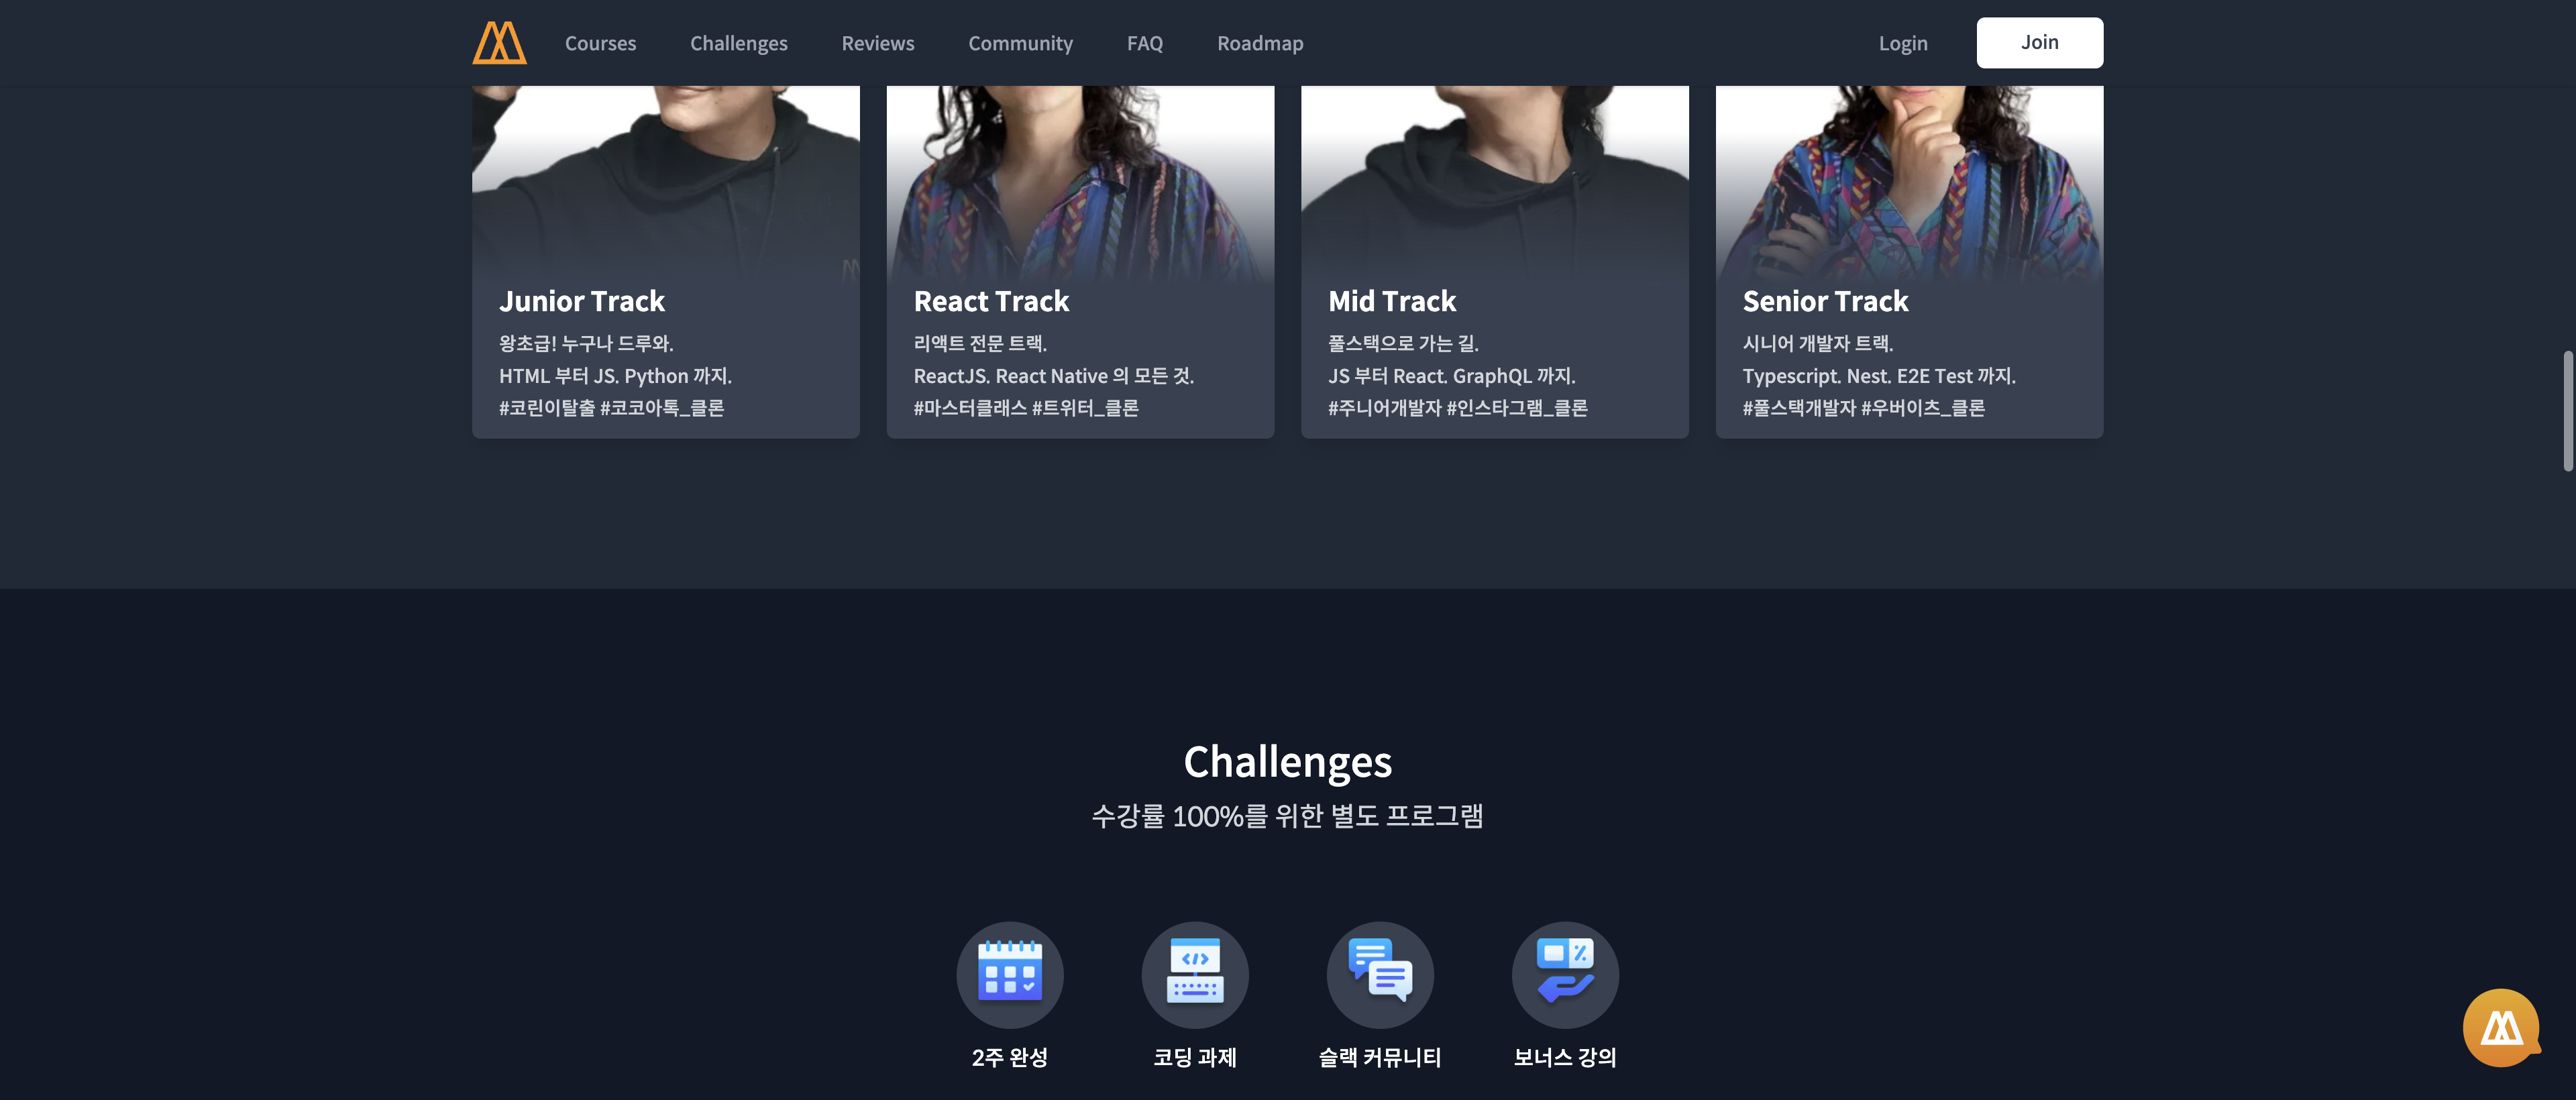 Courses
Challenges
Reviews
Community
FAQ
Roadmap
Login
Join
Junior Track
왕초급! 누구나 드루와.
HTML 부터 JS. Python 까지.
#코린이탈출 #코코아톡_클론
React Track
리액트 전문 트랙.
ReactJS. React Native 의 모든 것.
#마스터클래스 #트위터_클론
Mid Track
풀스택으로 가는 길.
JS 부터 React. GraphQL 까지.
#주니어개발자 #인스타그램_클론
Senior Track
시니어 개발자 트랙.
Typescript. Nest. E2E Test 까지.
#풀스택개발자 #우버이츠_클론
Challenges
수강률 100%를 위한 별도 프로그램
2주 완성
코딩 과제
슬랙 커뮤니티
보너스 강의